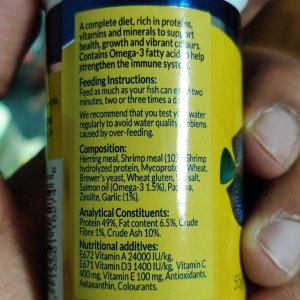 A complete diet, rich in proteins,
vitamins and minerals to support
health, growth and vibrant colours.
Contains Omega-3 fatty acids to help
strengthen the immune system.
Feeding Instructions:
Feed as much as your fish can eat in two
minutes, two or three times a day.
We recommend that you test your water
regularly to avoid water quality problems
caused by over-feeding.
Composition:
Herring meal, Shrimp meal (10% Shrimp
hydrolyzed protein, Mycoprotein, Wheat,
Brewer's yeast, Wheat gluten, Sea salt,
Salmon oil (Omega-3 1.5%), Paprika,
Zeolite, Garlic (1%).
Analytical Constituents:
Protein 49%, Fat content 6.5%, Crude
Fibre 1%, Crude Ash 10%.
Nutritional additives:
E672 Vitamin A 24000 IU/kg,
E671 Vitamin D3 1400 IU/kg, Vitamin C
400 mg, Vitamin E 100 mg, Antioxidants,
Astaxanthin, Colourants.